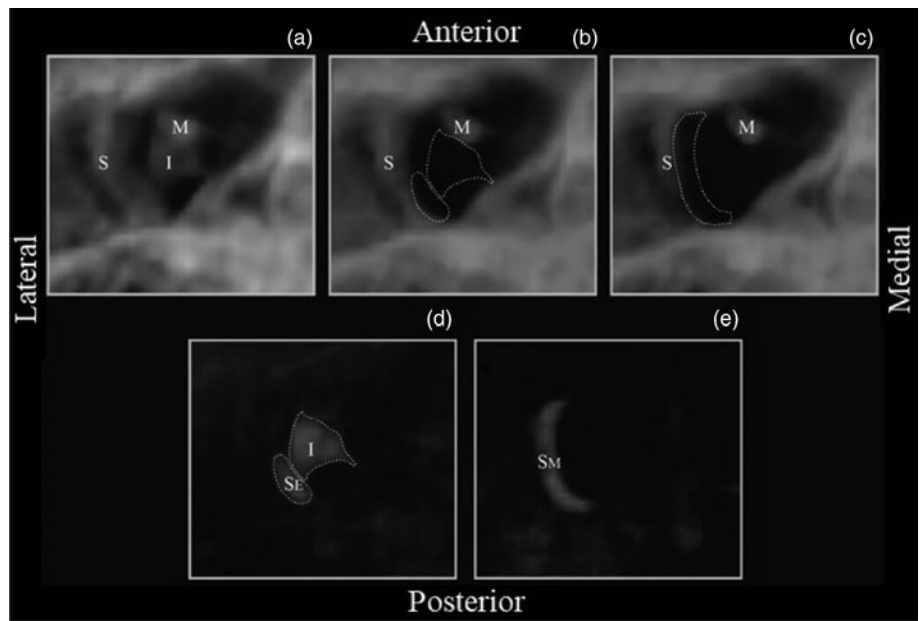 Anterior
(a)
(b)
(c)
S
M
I
S
M
S
M
Lateral
Medial
(d)
(e)
I
SE
SM
Posterior